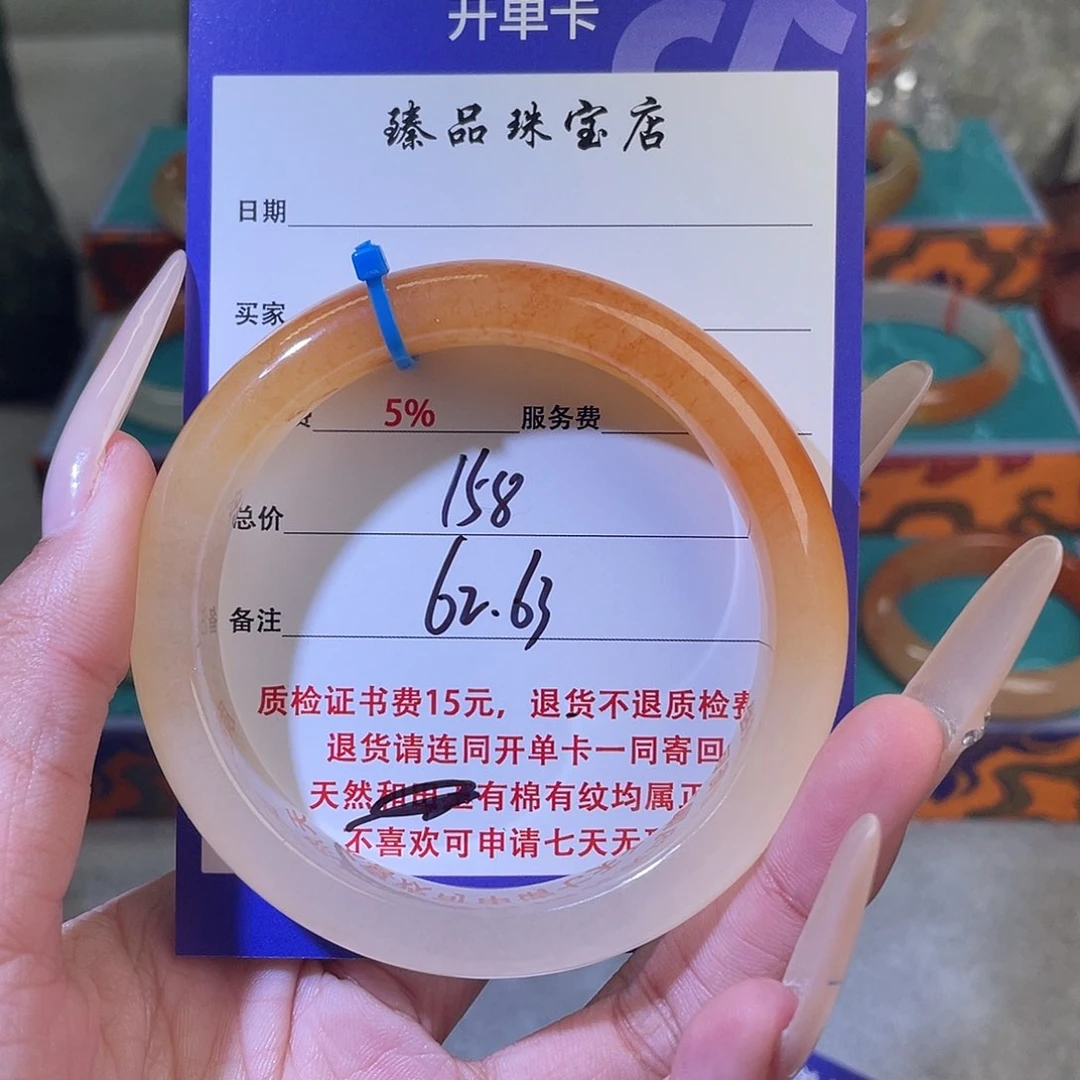 开单卡
臻品珠宝店
日期
买家
5% 服务费
总价 158
备注 62.63
质检证书费15元，退货不退质检费
退货请连同开单卡一同寄回
天然和田玉有棉有纹均属正
不喜欢可申请七天无